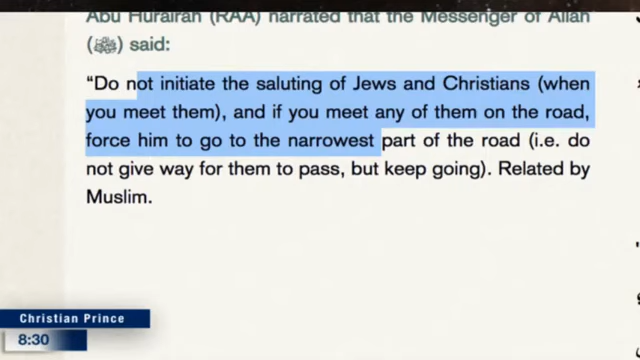 Abu Hurairah (RAA) narrated that the Messenger of Allah
(ﷺ) said:
“Do not initiate the saluting of Jews and Christians (when
you meet them), and if you meet any of them on the road,
force him to go to the narrowest part of the road (i.e. do
not give way for them to pass, but keep going). Related by
Muslim.
Christian Prince
8:30